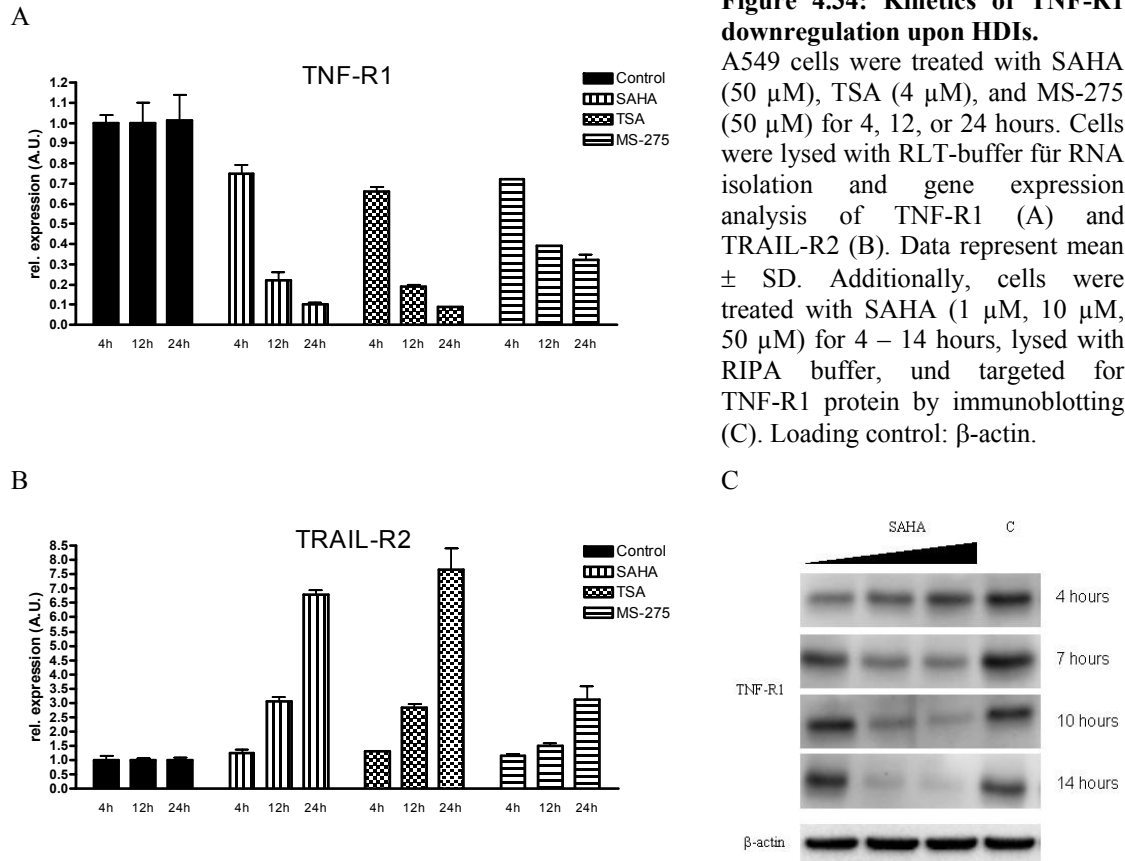 A
Figure 4.34: Kinetics of TNF-R1
downregulation upon HDIs.
A549 cells were treated with SAHA
(50 µM), TSA (4 µM), and MS-275
(50 µM) for 4, 12, or 24 hours. Cells
were lysed with RLT-buffer für RNA
isolation and gene expression
analysis of TNF-R1 (A) and
TRAIL-R2 (B). Data represent mean
± SD. Additionally, cells were
treated with SAHA (1 µM, 10 µM,
50 µM) for 4 – 14 hours, lysed with
RIPA buffer, und targeted for
TNF-R1 protein by immunoblotting
(C). Loading control: β-actin.
TNF-R1
Control
SAHA
TSA
MS-275
rel. expression (A.U.)
1.2
1.1
1.0
0.9
0.8
0.7
0.6
0.5
0.4
0.3
0.2
0.1
0.0
4h 12h 24h 4h 12h 24h 4h 12h 24h 4h 12h 24h
B
TRAIL-R2
Control
SAHA
TSA
MS-275
rel. expression (A.U.)
8.5
8.0
7.5
7.0
6.5
6.0
5.5
5.0
4.5
4.0
3.5
3.0
2.5
2.0
1.5
1.0
0.5
0.0
4h 12h 24h 4h 12h 24h 4h 12h 24h 4h 12h 24h
C
SAHA C
4 hours
7 hours
TNF-R1
10 hours
14 hours
β-actin